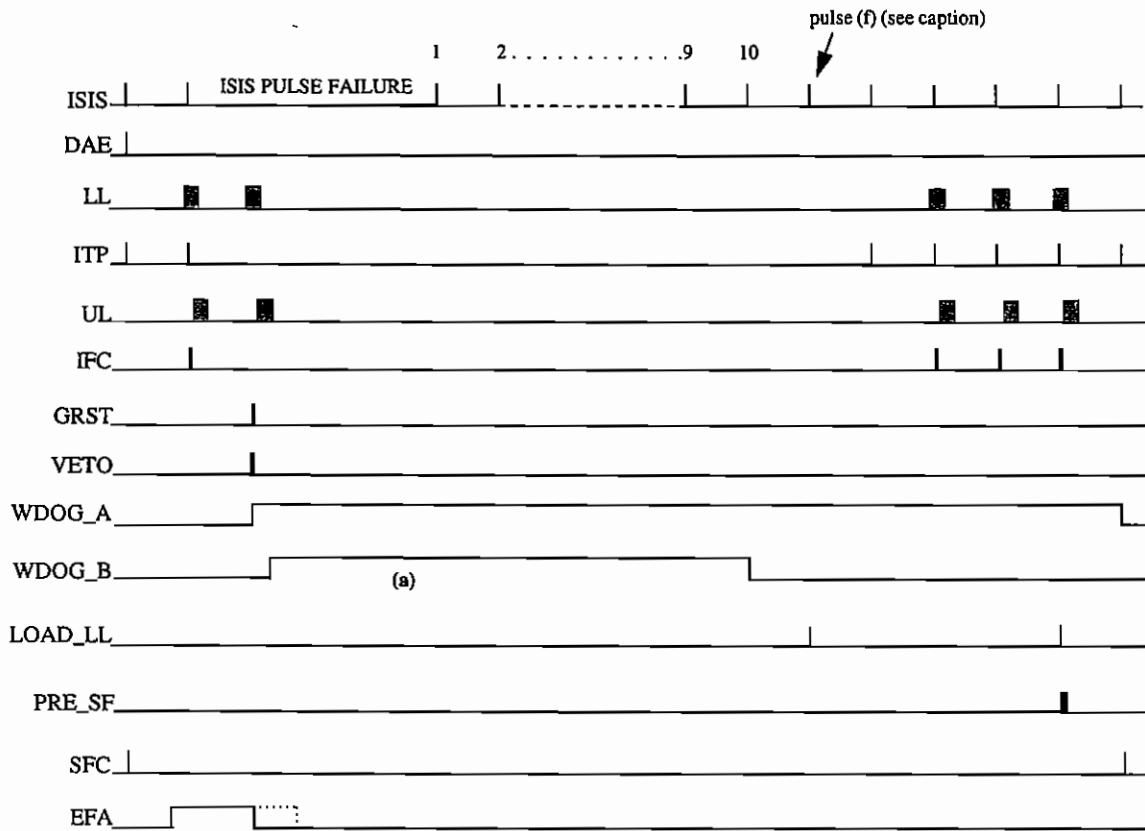 pulse (f) (see caption)
1 2. . . . . . . . . . . .9 10
ISIS PULSE FAILURE
ISIS
DAE
LL
ITP
UL
IFC
GRST
VETO
WDOG_A
WDOG_B
(a)
LOAD_LL
PRE_SF
SFC
EFA